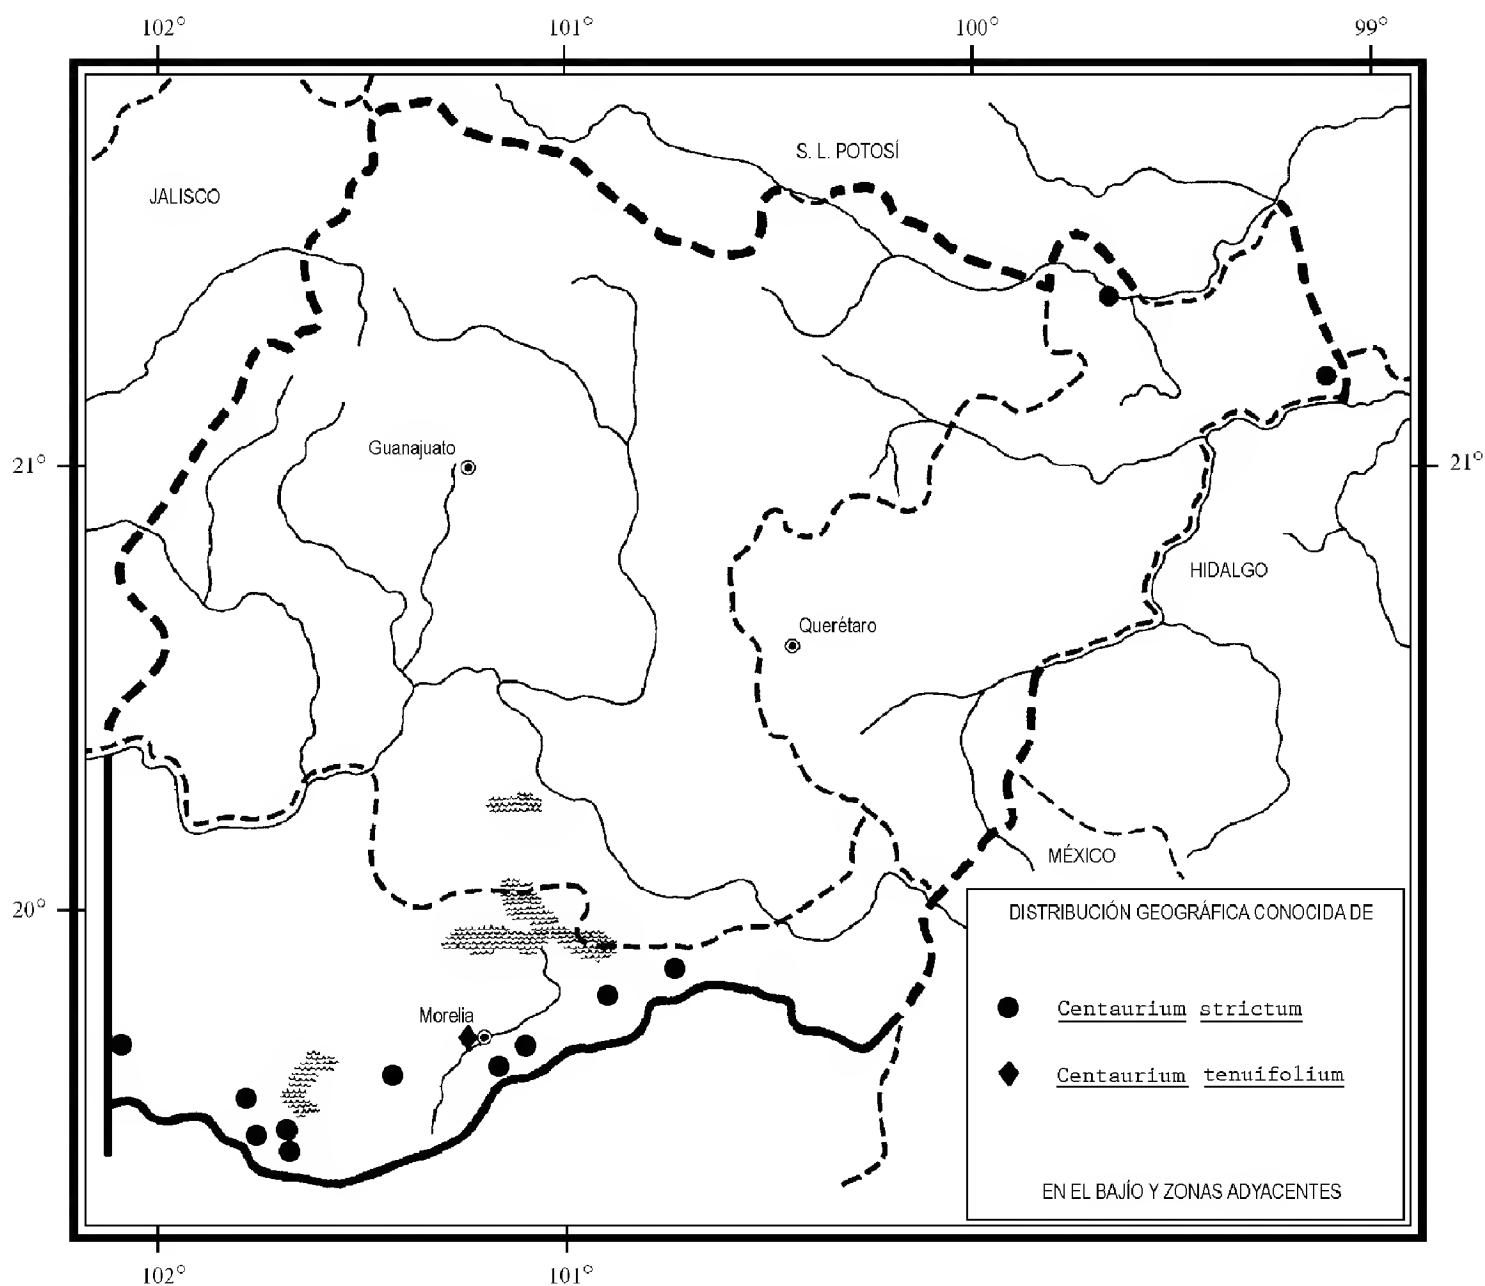 102° 101° 100° 99°
S. L. POTOSÍ
JALISCO
Guanajuato
21° 21°
HIDALGO
Querétaro
MÉXICO
20°
DISTRIBUCIÓN GEOGRÁFICA CONOCIDA DE
Centaurium strictum
Morelia
Centaurium tenuifolium
EN EL BAJÍO Y ZONAS ADYACENTES
102° 101°